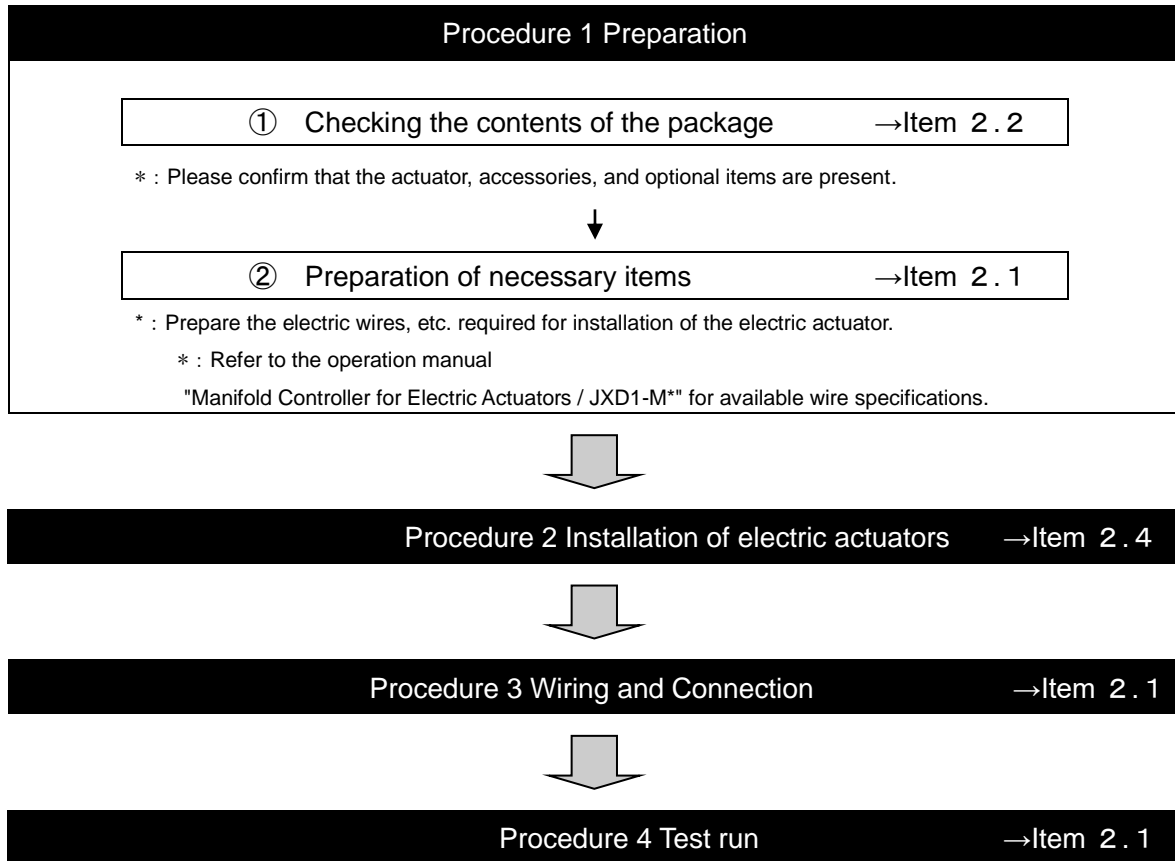 Procedure 1 Preparation
① Checking the contents of the package →Item ２.２
＊：Please confirm that the actuator, accessories, and optional items are present.
② Preparation of necessary items →Item ２.１
*：Prepare the electric wires, etc. required for installation of the electric actuator.
＊：Refer to the operation manual
"Manifold Controller for Electric Actuators / JXD1-M*" for available wire specifications.
Procedure 2 Installation of electric actuators →Item ２.４
Procedure 3 Wiring and Connection →Item ２.１
Procedure 4 Test run →Item ２.１